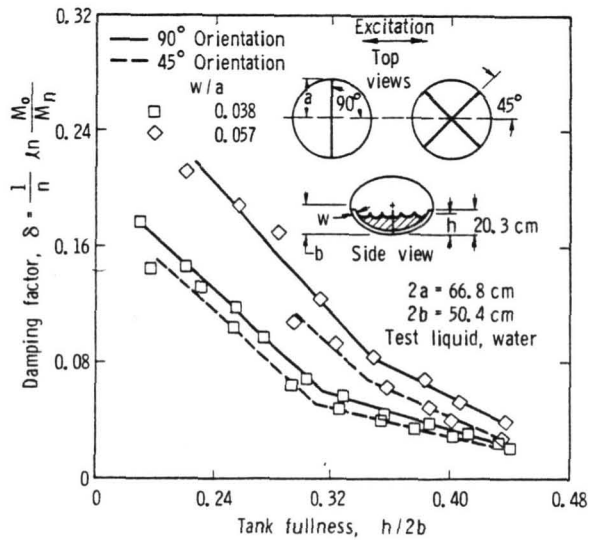 0.32
0.24
0.16
0.08
0
Damping factor, δ = 1/n ℓn M₀/Mₙ
90° Orientation
45° Orientation
w/a
0.038
0.057
Excitation
Top
views
a
90°
45°
w
b
h
20.3 cm
Side view
2a = 66.8 cm
2b = 50.4 cm
Test liquid, water
0
0.24
0.32
0.40
0.48
Tank fullness, h/2b